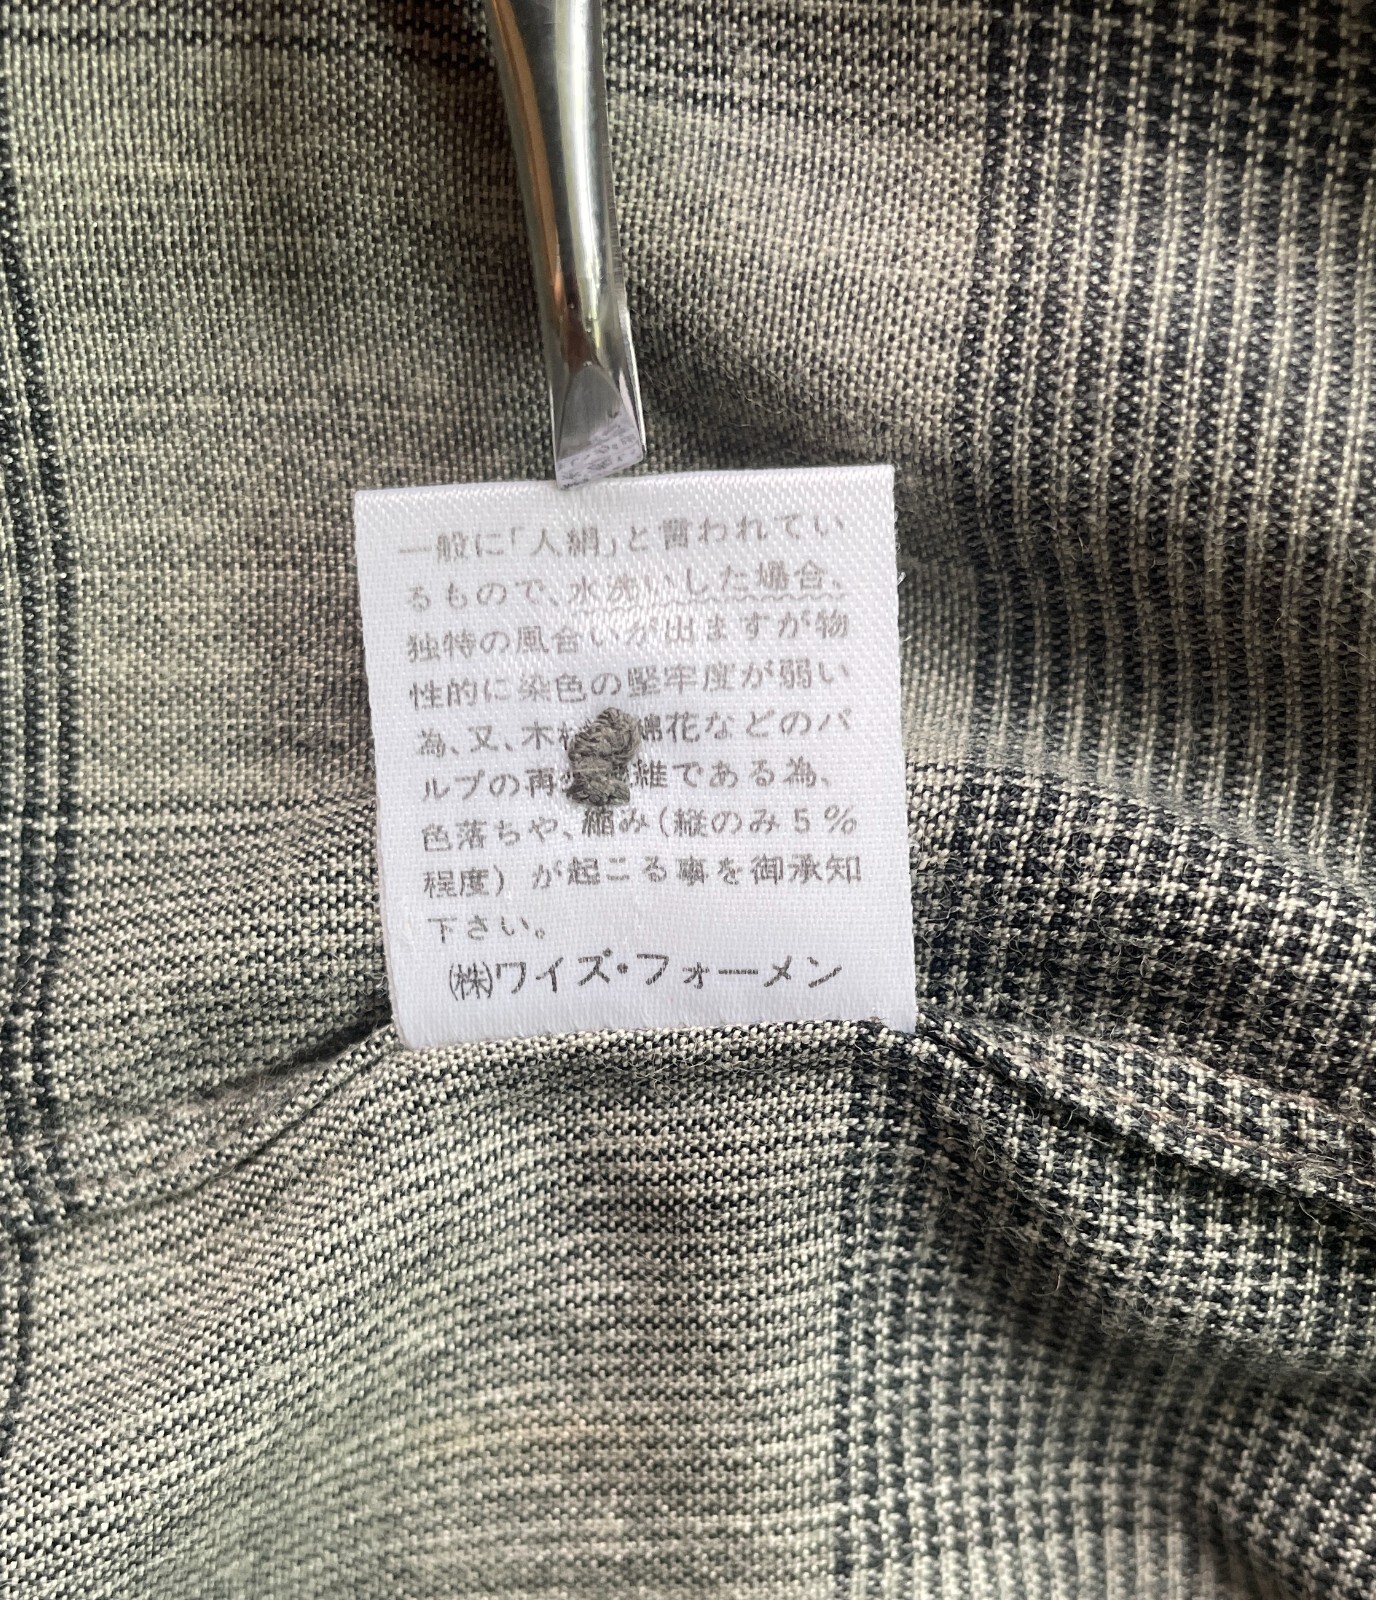 一般に「人絹」と言われてい
るもので、水洗いした場合、
独特の風合いが出ますが物
性的に染色の堅牢度が弱い
為、又、木 花などのパ
ルプの再 維である為、
色落ちや、縮み(縦のみ5%
程度)が起こる事を御承知
下さい。
㈱ワイズ・フォーメン